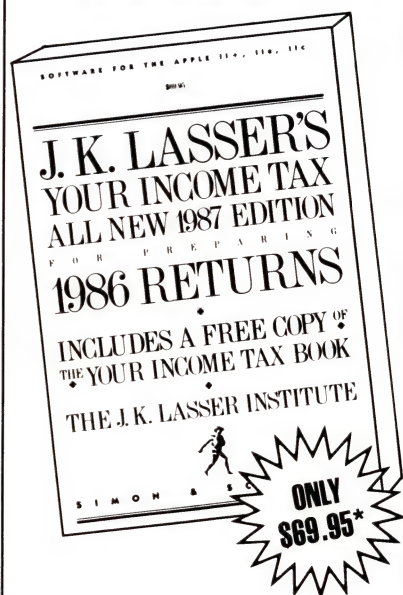 SOFTWARE FOR THE APPLE II+, IIe, IIc
J. K. LASSER'S
YOUR INCOME TAX
ALL NEW 1987 EDITION
FOR PREPARING
1986 RETURNS
INCLUDES A FREE COPY OF
THE YOUR INCOME TAX BOOK
THE J. K. LASSER INSTITUTE
SIMON & SC
ONLY
$69.95*